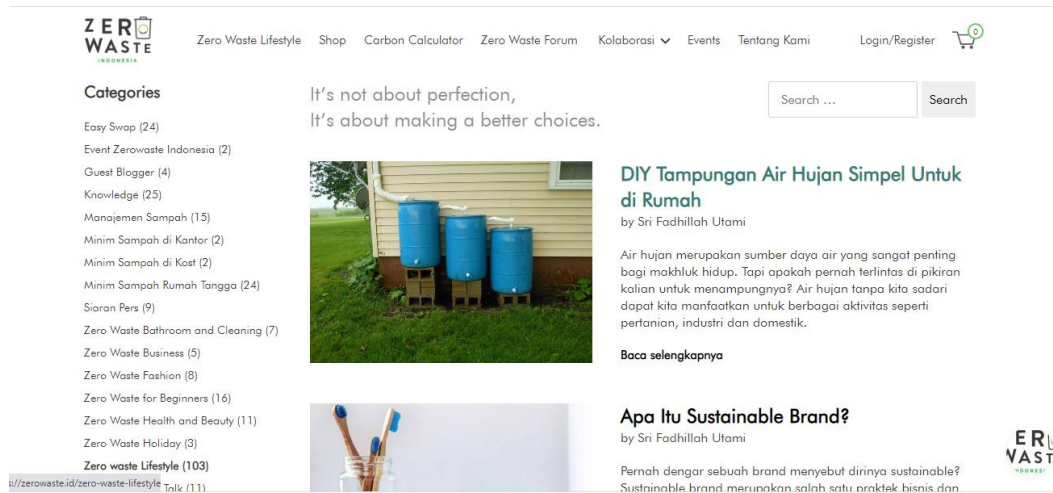 ZERO
WASTE
INDONESIA
Zero Waste Lifestyle Shop Carbon Calculator Zero Waste Forum Kolaborasi Events Tentang Kami Login/Register 0
Categories
Easy Swap (24)
Event Zerowaste Indonesia (2)
Guest Blogger (4)
Knowledge (25)
Manajemen Sampah (15)
Minim Sampah di Kantor (2)
Minim Sampah di Kost (2)
Minim Sampah Rumah Tangga (24)
Siaran Pers (9)
Zero Waste Bathroom and Cleaning (7)
Zero Waste Business (5)
Zero Waste Fashion (8)
Zero Waste for Beginners (16)
Zero Waste Health and Beauty (11)
Zero Waste Holiday (3)
Zero waste Lifestyle (103)
Talk (11)
s://zerowaste.id/zero-waste-lifestyle
It's not about perfection,
It's about making a better choices.
Search ... Search
DIY Tampungan Air Hujan Simpel Untuk
di Rumah
by Sri Fadhillah Utami
Air hujan merupakan sumber daya air yang sangat penting
bagi makhluk hidup. Tapi apakah pernah terlintas di pikiran
kalian untuk menampungnya? Air hujan tanpa kita sadari
dapat kita manfaatkan untuk berbagai aktivitas seperti
pertanian, industri dan domestik.
Baca selengkapnya
Apa Itu Sustainable Brand?
by Sri Fadhillah Utami
Pernah dengar sebuah brand menyebut dirinya sustainable?
Sustainable brand merupakan salah satu praktek bisnis dan
ER
WAST